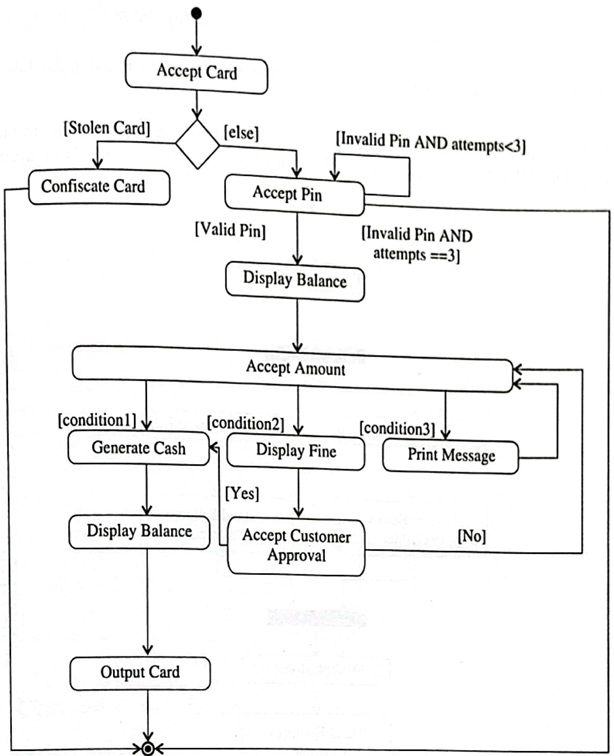 Accept Card
[Stolen Card]
[else]
[Invalid Pin AND attempts<3]
Confiscate Card
Accept Pin
[Valid Pin]
[Invalid Pin AND
attempts ==3]
Display Balance
Accept Amount
[condition1]
[condition2]
[condition3]
Generate Cash
Display Fine
Print Message
[Yes]
Display Balance
Accept Customer
Approval
[No]
Output Card